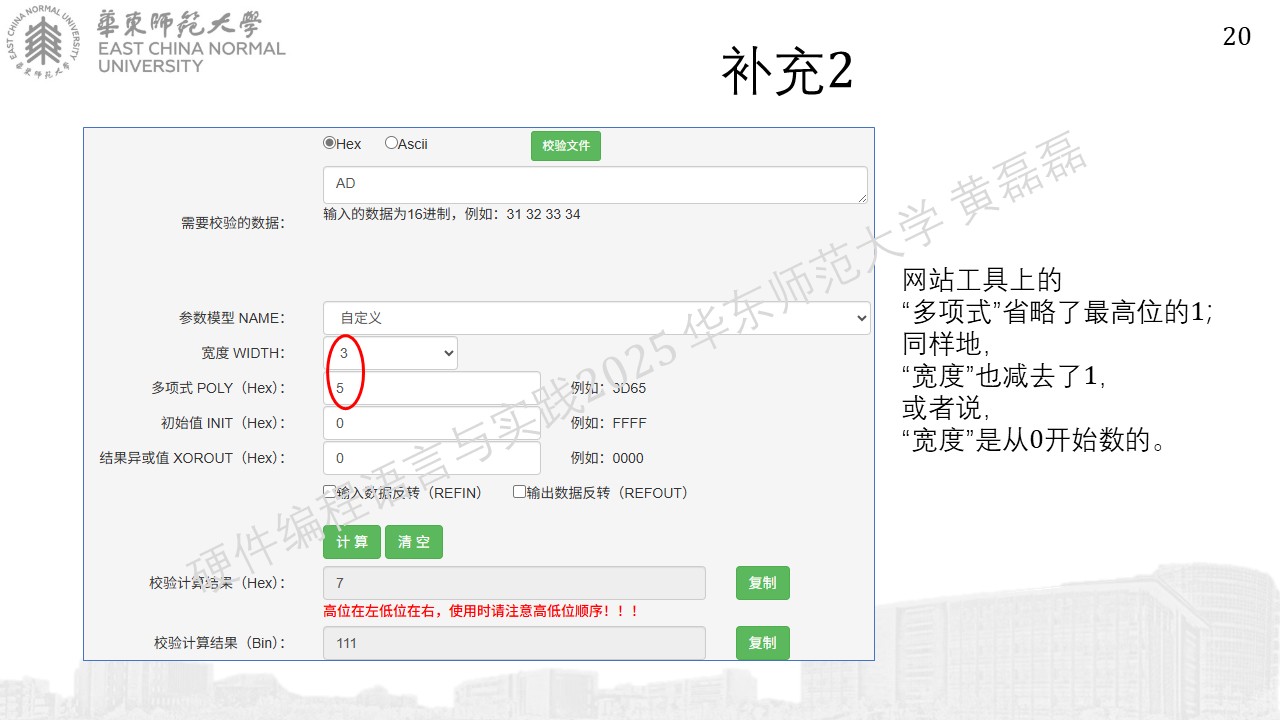 EAST CHINA NORMAL UNIVERSITY
華東師範大學
華東師範大學
EAST CHINA NORMAL
UNIVERSITY
20
补充2
Hex Ascii 校验文件
AD
需要校验的数据：
输入的数据为16进制，例如：31 32 33 34
参数模型 NAME： 自定义
宽度 WIDTH： 3
多项式 POLY（Hex）： 5 例如：3D65
初始值 INIT（Hex）： 0 例如：FFFF
结果异或值 XOROUT（Hex）： 0 例如：0000
输入数据反转（REFIN） 输出数据反转（REFOUT）
计 算 清 空
校验计算结果（Hex）： 7 复制
高位在左低位在右，使用时请注意高低位顺序！！！
校验计算结果（Bin）： 111 复制
网站工具上的
“多项式”省略了最高位的1；
同样地，
“宽度”也减去了1，
或者说，
“宽度”是从0开始数的。
硬件编程语言与实践2025 华东师范大学 黄磊磊